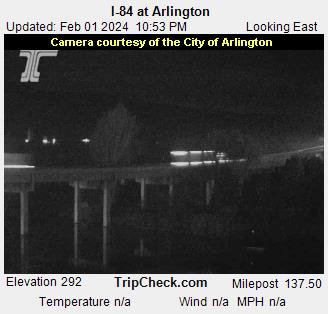 I-84 at Arlington
Updated: Feb 01 2024 10:53 PM Looking East
Camera courtesy of the City of Arlington
Elevation 292 TripCheck.com Milepost 137.50
Temperature n/a Wind n/a MPH n/a